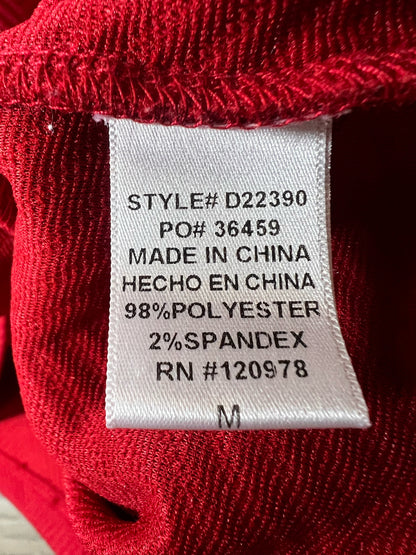 STYLE# D22390
PO# 36459
MADE IN CHINA
HECHO EN CHINA
98%POLYESTER
2%SPANDEX
RN #120978
M